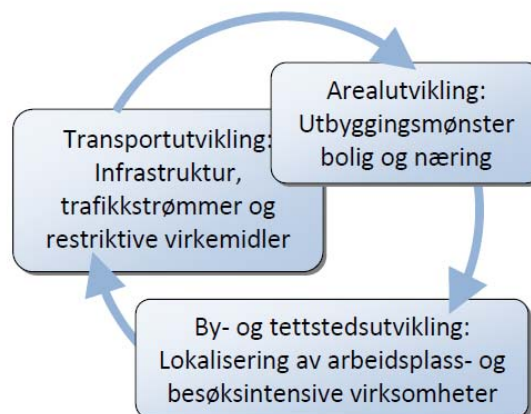 Arealutvikling:
Utbyggingsmønster
bolig og næring
Transportutvikling:
Infrastruktur,
trafikkstrømmer og
restriktive virkemidler
By- og tettstedsutvikling:
Lokalisering av arbeidsplass- og
besøksintensive virksomheter